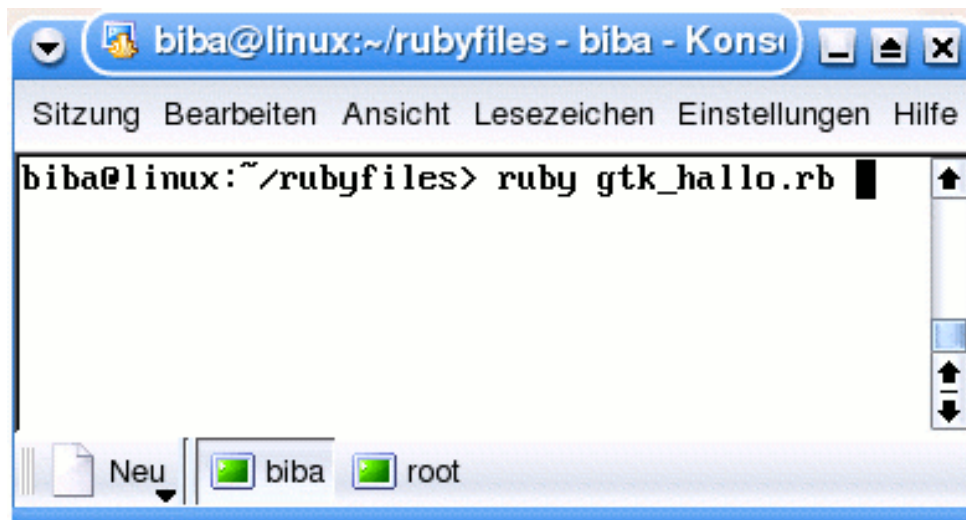 biba@linux:~/rubyfiles - biba - Kons
Sitzung Bearbeiten Ansicht Lesezeichen Einstellungen Hilfe
biba@linux:~/rubyfiles> ruby gtk_hallo.rb
Neu biba root